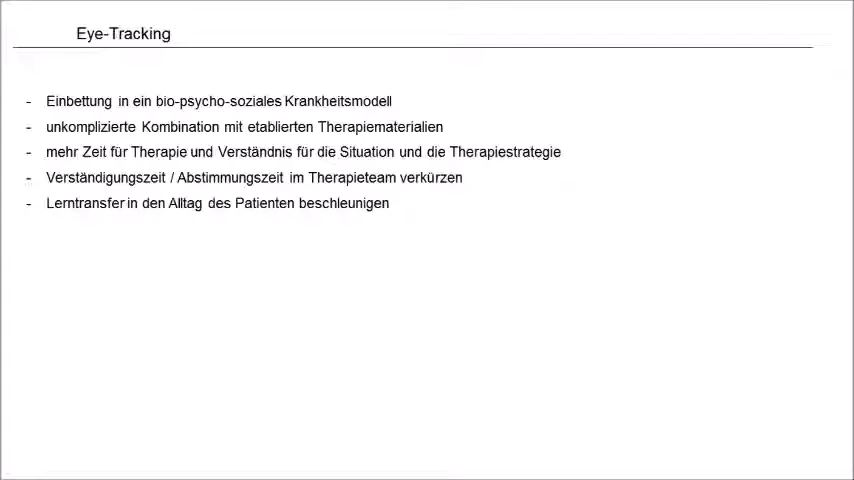 Eye-Tracking
- Einbettung in ein bio-psycho-soziales Krankheitsmodell
- unkomplizierte Kombination mit etablierten Therapiematerialien
- mehr Zeit für Therapie und Verständnis für die Situation und die Therapiestrategie
- Verständigungszeit / Abstimmungszeit im Therapieteam verkürzen
- Lerntransfer in den Alltag des Patienten beschleunigen